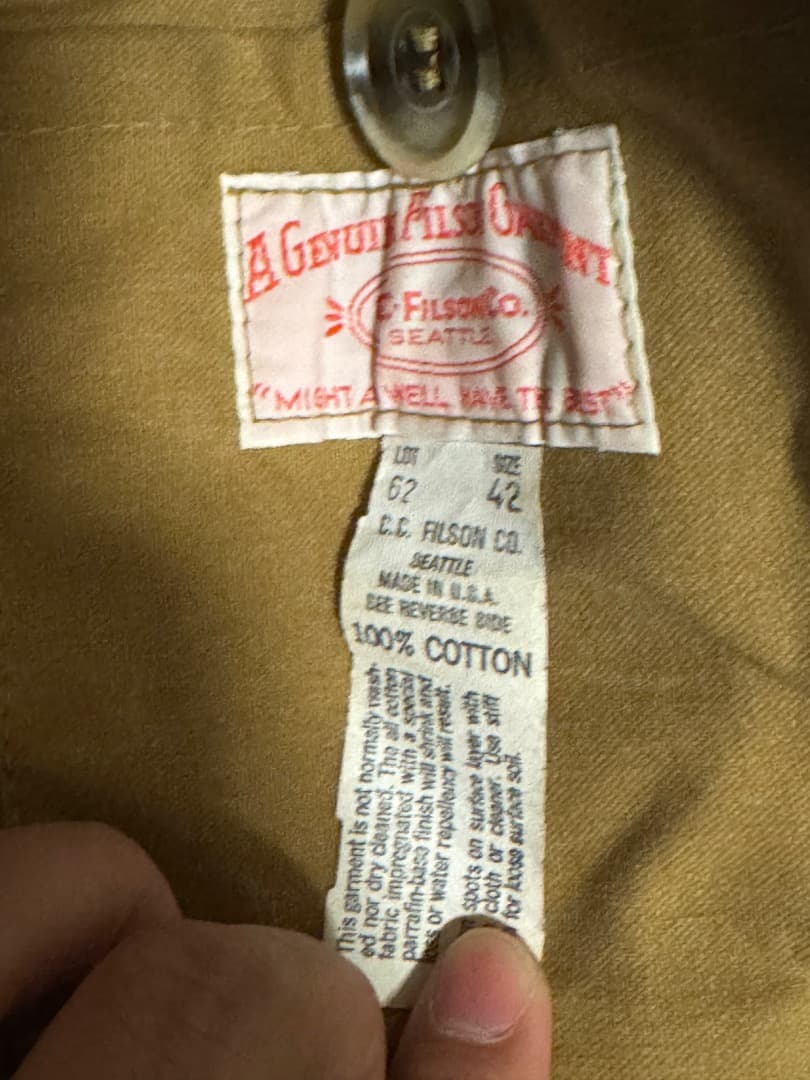 A GENUINE FILSON GARMENT
C.C. FILSON CO.
SEATTLE
"MIGHT AS WELL HAVE THE BEST"
LOT SIZE
62 42
C.C. FILSON CO.
SEATTLE
MADE IN U.S.A.
SEE REVERSE SIDE
100% COTTON
This garment is not normally wash-
ed nor dry cleaned. The all cotton
fabric impregnated with a special
parrafin-base finish will shrink and
loss or water repellency will result.
spots on surface layer with
cloth or cleaner. Use stiff
for loose surface soil.